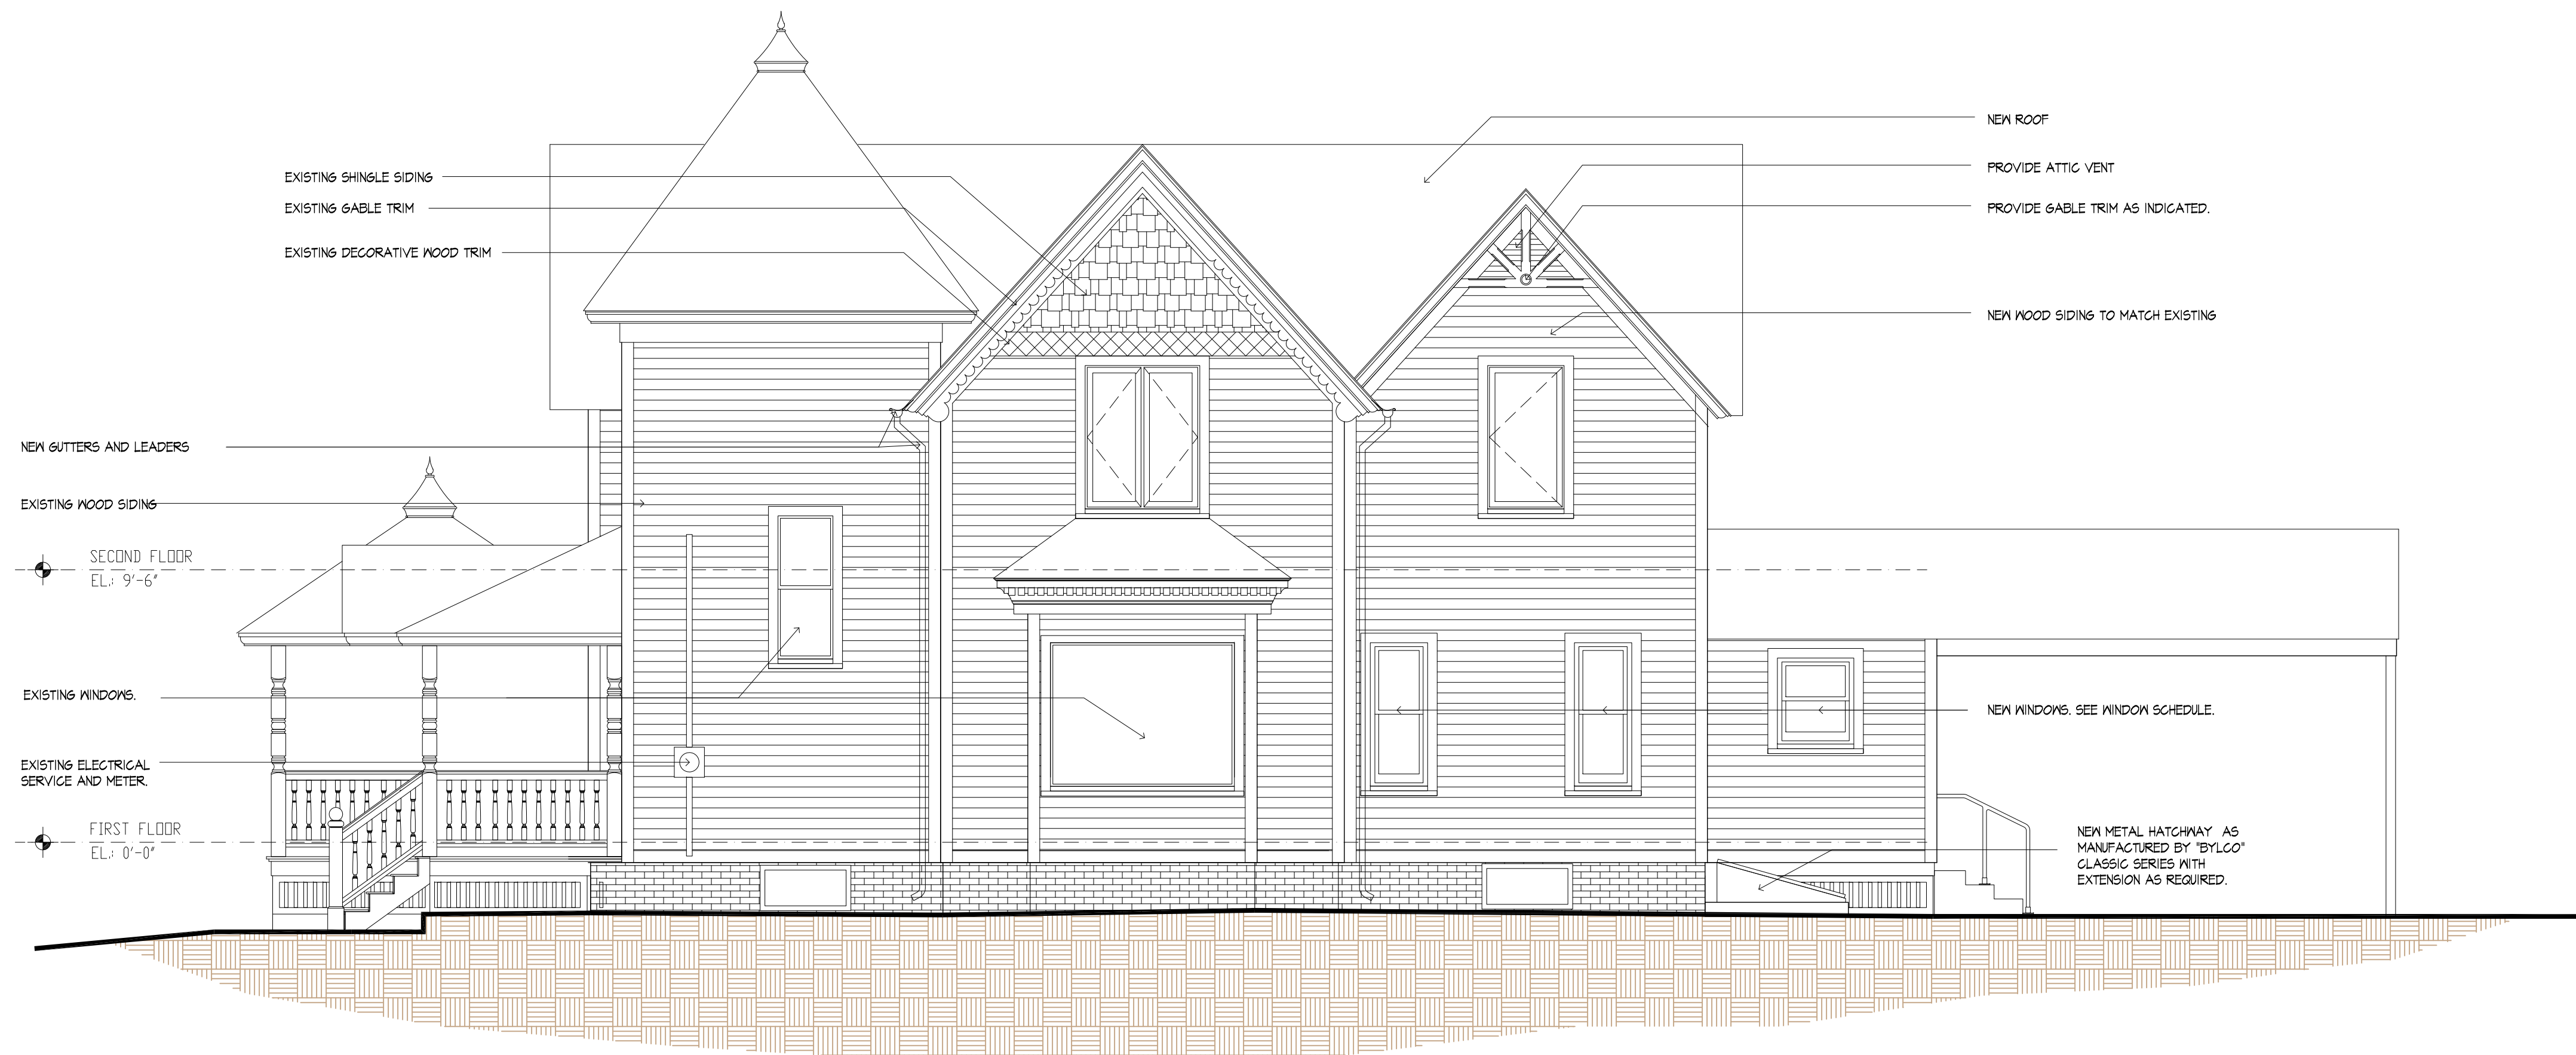 NEW ROOF
EXISTING SHINGLE SIDING
PROVIDE ATTIC VENT
EXISTING GABLE TRIM
PROVIDE GABLE TRIM AS INDICATED.
EXISTING DECORATIVE WOOD TRIM
NEW WOOD SIDING TO MATCH EXISTING
NEW GUTTERS AND LEADERS
EXISTING WOOD SIDING
SECOND FLOOR
EL.: 9'-6"
EXISTING WINDOWS.
NEW WINDOWS. SEE WINDOW SCHEDULE.
EXISTING ELECTRICAL
SERVICE AND METER.
FIRST FLOOR
EL.: 0'-0"
NEW METAL HATCHWAY AS
MANUFACTURED BY "BYLCO"
CLASSIC SERIES WITH
EXTENSION AS REQUIRED.